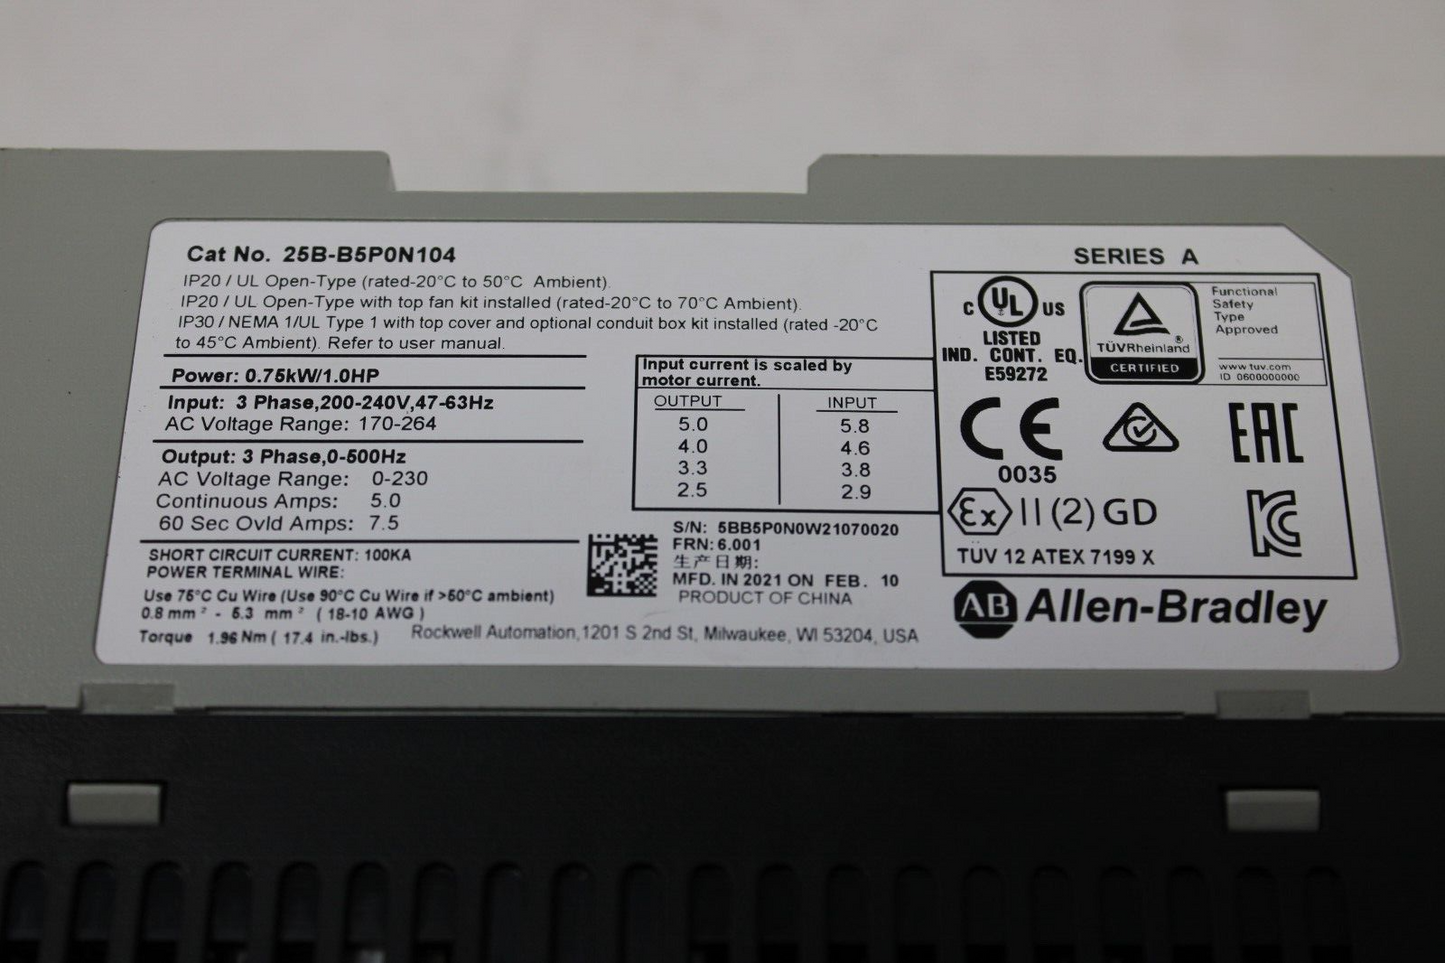 Cat No. 25B-B5P0N104
SERIES A
IP20 / UL Open-Type (rated-20°C to 50°C Ambient).
IP20 / UL Open-Type with top fan kit installed (rated-20°C to 70°C Ambient).
IP30 / NEMA 1/UL Type 1 with top cover and optional conduit box kit installed (rated -20°C
to 45°C Ambient). Refer to user manual.
Power: 0.75kW/1.0HP
Input: 3 Phase,200-240V,47-63Hz
AC Voltage Range: 170-264
Output: 3 Phase,0-500Hz
AC Voltage Range: 0-230
Continuous Amps: 5.0
60 Sec Ovld Amps: 7.5
SHORT CIRCUIT CURRENT: 100KA
POWER TERMINAL WIRE:
Use 75°C Cu Wire (Use 90°C Cu Wire if >50°C ambient)
0.8 mm² - 5.3 mm² ( 18-10 AWG )
Torque 1.96 Nm ( 17.4 in.-lbs.)
Input current is scaled by
motor current.
OUTPUT INPUT
5.0 5.8
4.0 4.6
3.3 3.8
2.5 2.9
S/N: 5BB5P0N0W21070020
FRN: 6.001
生产日期:
MFD. IN 2021 ON FEB. 10
PRODUCT OF CHINA
Rockwell Automation,1201 S 2nd St, Milwaukee, WI 53204, USA
C UL US
LISTED
IND. CONT. EQ.
E59272
TÜVRheinland®
CERTIFIED
Functional
Safety
Type
Approved
www.tuv.com
ID 0600000000
CE
0035
EAC
Ex II (2) GD
KC
TUV 12 ATEX 7199 X
AB Allen-Bradley